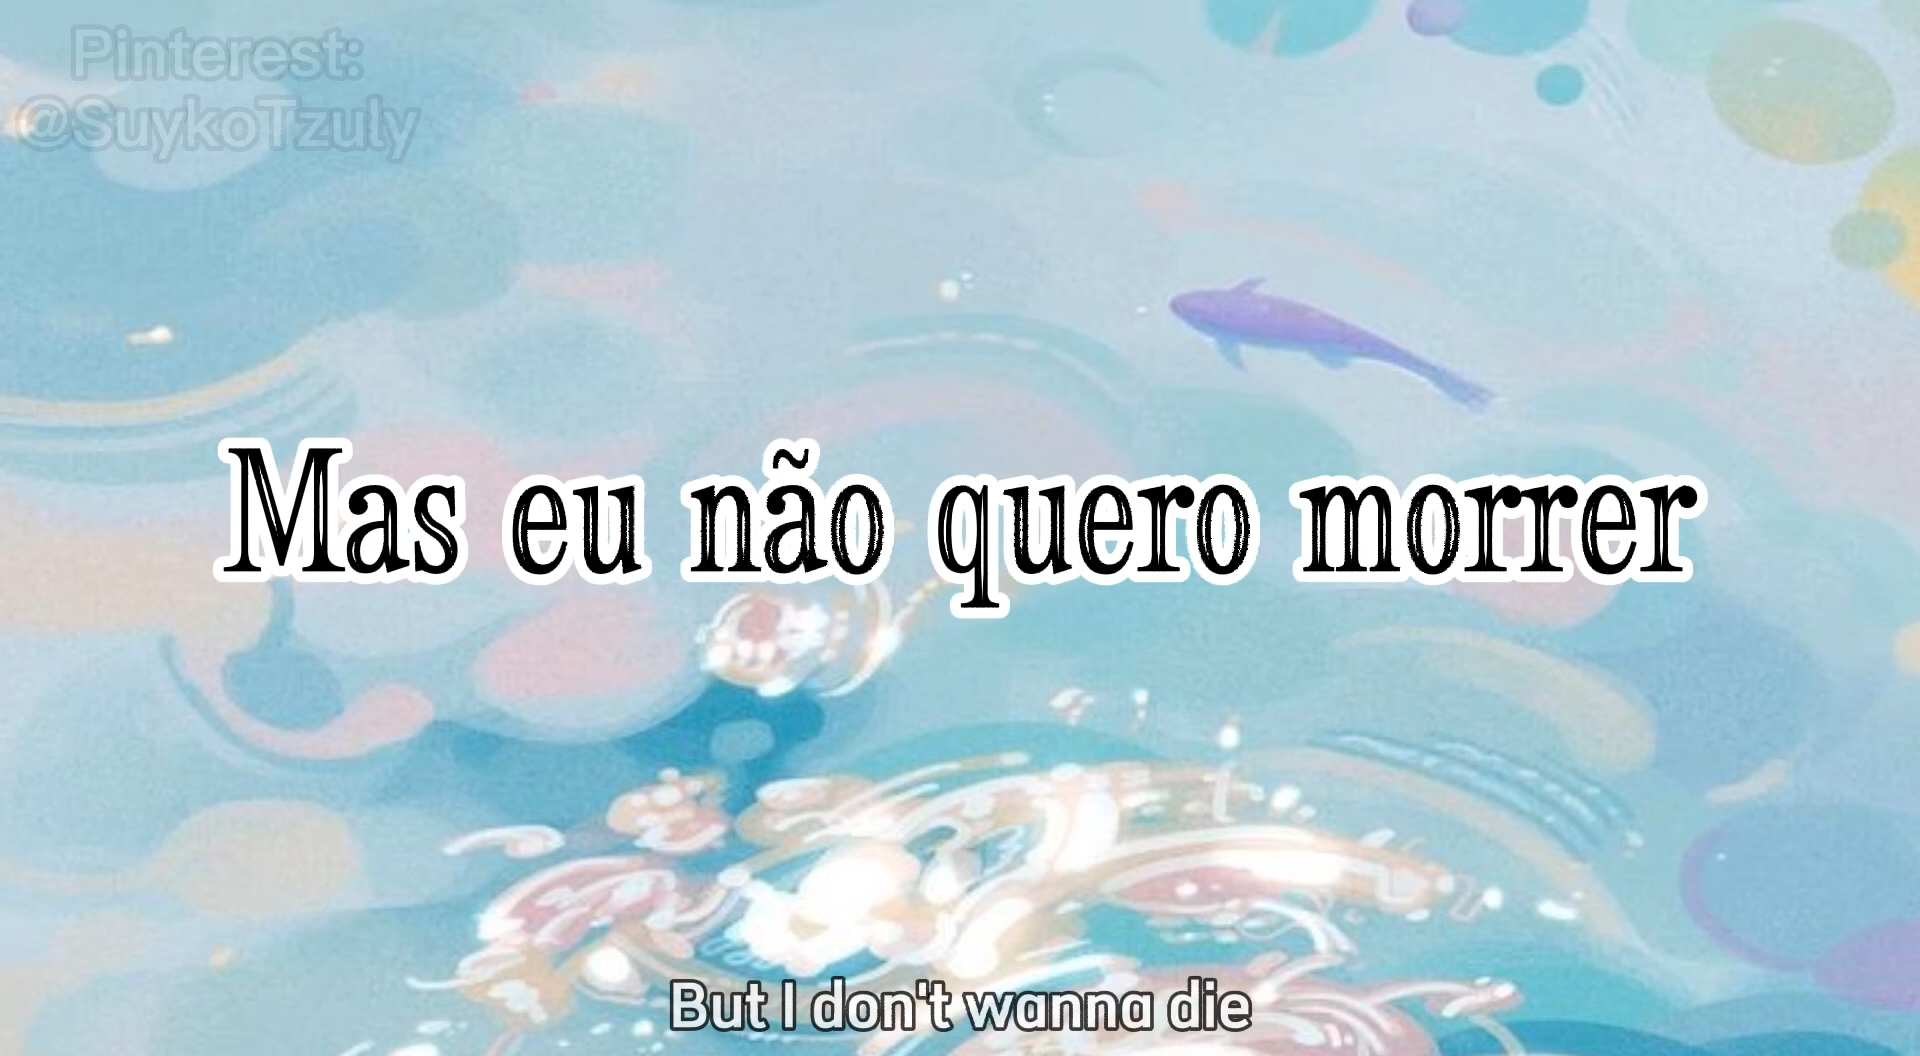 Pinterest:
@SuykoTzuly
Mas eu não quero morrer
But I don't wanna die